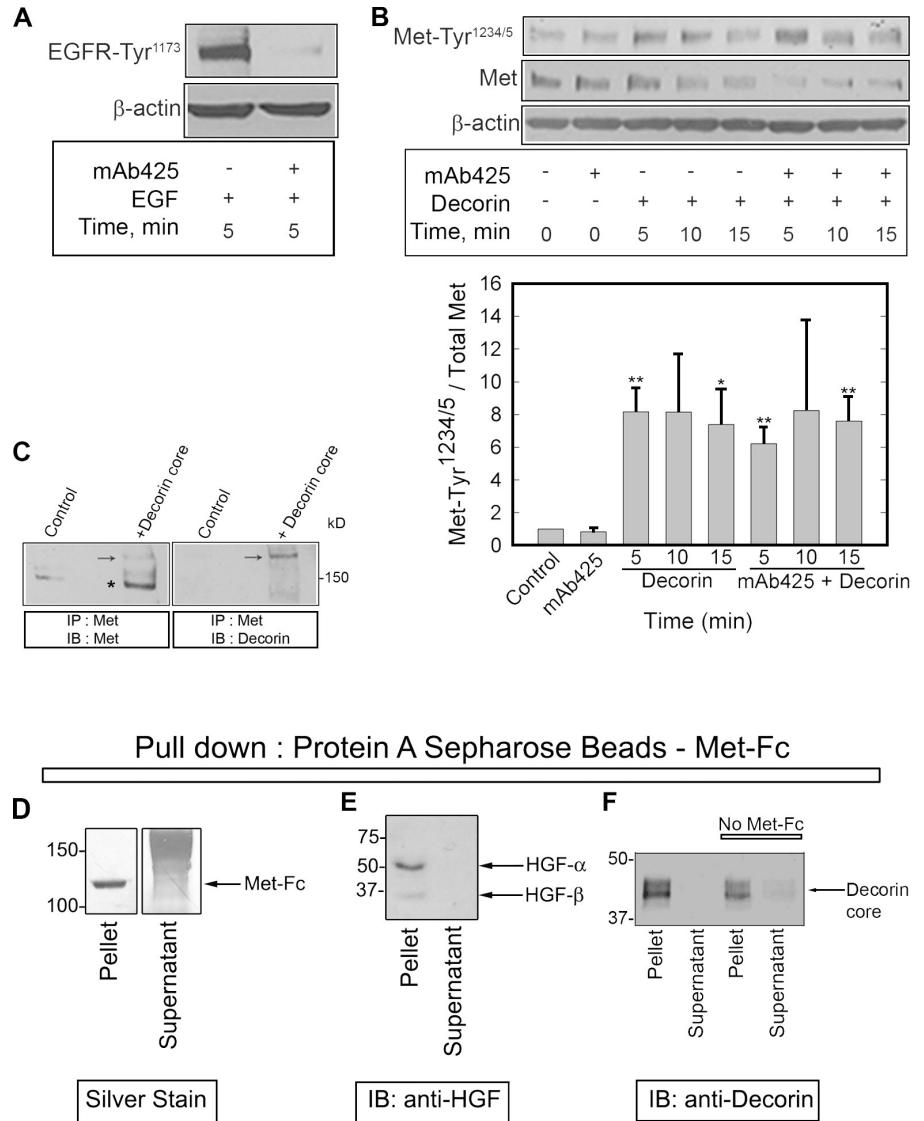 A
EGFR-Tyr1173
β-actin
mAb425 - +
EGF + +
Time, min 5 5
B
Met-Tyr1234/5
Met
β-actin
mAb425 - + - - - + + +
Decorin - - + + + + + +
Time, min 0 0 5 10 15 5 10 15
Met-Tyr1234/5 / Total Met
16
14
12
10
8
6
4
2
0
** * ** **
5 10 15 5 10 15
Control
mAb425
Decorin
mAb425 + Decorin
Time (min)
C
Control
+Decorin core
Control
+ Decorin core
kD
*
-150
IP : Met
IB : Met
IP : Met
IB : Decorin
Pull down : Protein A Sepharose Beads - Met-Fc
D
150-
100-
Met-Fc
Pellet
Supernatant
Silver Stain
E
75-
50-
37-
HGF-α
HGF-β
Pellet
Supernatant
IB: anti-HGF
F
No Met-Fc
50-
37-
Decorin
core
Pellet
Supernatant
Pellet
Supernatant
IB: anti-Decorin